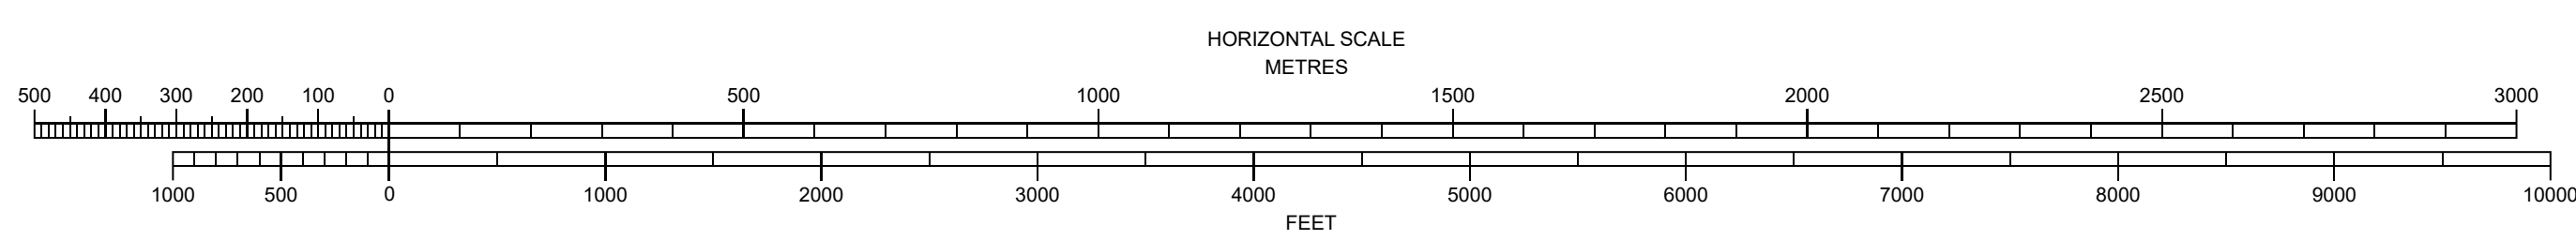 HORIZONTAL SCALE
METRES
500 400 300 200 100 0 500 1000 1500 2000 2500 3000
1000 500 0 1000 2000 3000 4000 5000 6000 7000 8000 9000 10000
FEET